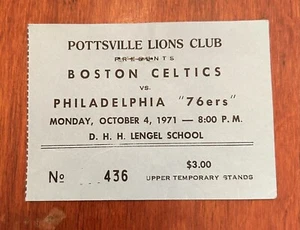 POTTSVILLE LIONS CLUB
PRESENTS
BOSTON CELTICS
VS.
PHILADELPHIA "76ers"
MONDAY, OCTOBER 4, 1971 — 8:00 P.M.
D. H. H. LENGEL SCHOOL
$3.00
No 436
UPPER TEMPORARY STANDS